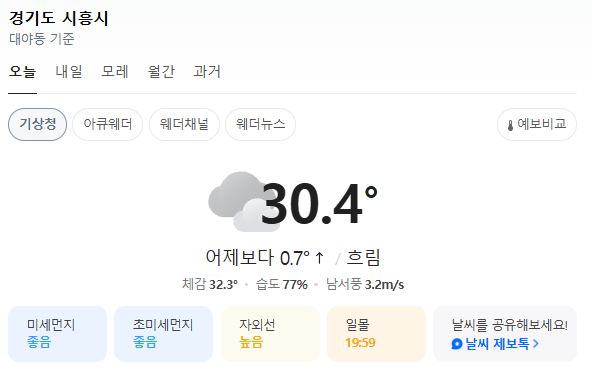 경기도 시흥시
대야동 기준
오늘 내일 모레 월간 과거
기상청 아큐웨더 웨더채널 웨더뉴스 예보비교
30.4°
어제보다 0.7° ↑ / 흐림
체감 32.3° • 습도 77% • 남서풍 3.2m/s
미세먼지 초미세먼지 자외선 일몰 날씨를 공유해보세요!
좋음 좋음 높음 19:59 날씨 제보톡 >